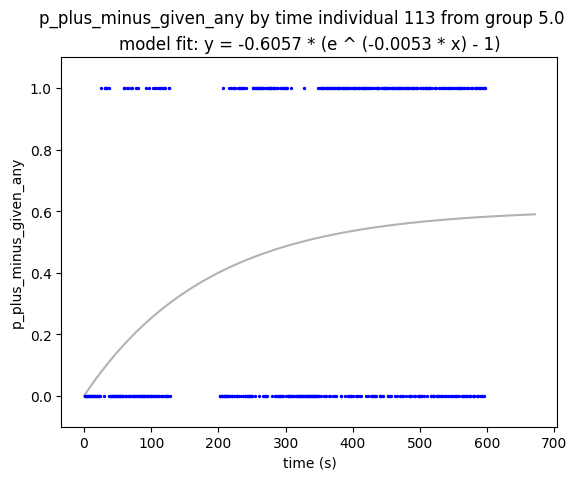 p_plus_minus_given_any by time individual 113 from group 5.0
model fit: y = -0.6057 * (e ^ (-0.0053 * x) - 1)
1.0
0.8
0.6
0.4
0.2
0.0
p_plus_minus_given_any
0 100 200 300 400 500 600 700
time (s)